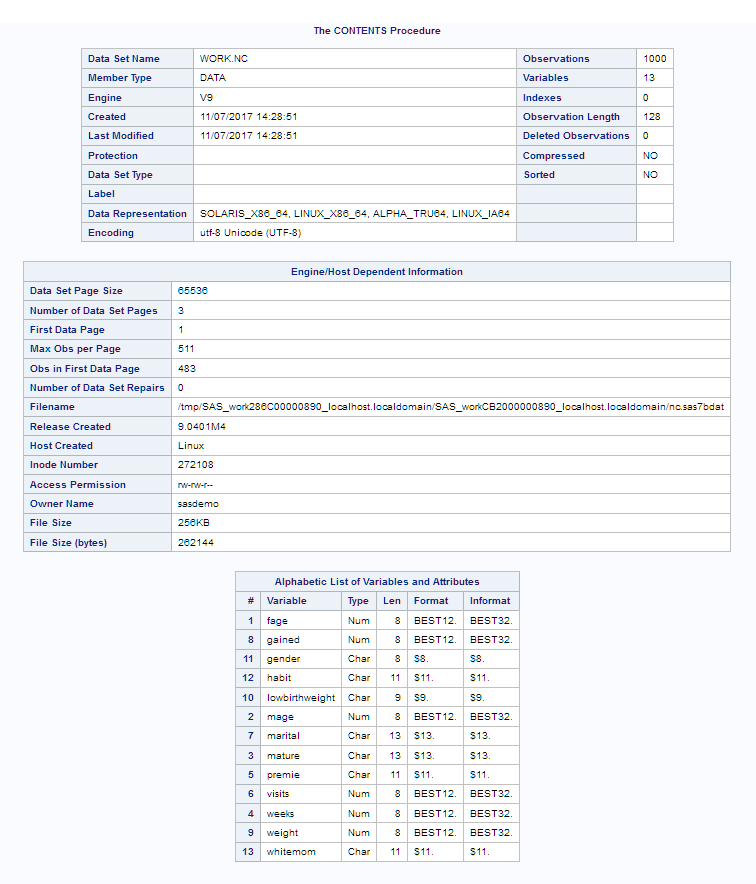 The CONTENTS Procedure
Data Set Name WORK.NC Observations 1000
Member Type DATA Variables 13
Engine V9 Indexes 0
Created 11/07/2017 14:28:51 Observation Length 128
Last Modified 11/07/2017 14:28:51 Deleted Observations 0
Protection Compressed NO
Data Set Type Sorted NO
Label
Data Representation SOLARIS_X86_64, LINUX_X86_64, ALPHA_TRU64, LINUX_IA64
Encoding utf-8 Unicode (UTF-8)
Engine/Host Dependent Information
Data Set Page Size 65536
Number of Data Set Pages 3
First Data Page 1
Max Obs per Page 511
Obs in First Data Page 483
Number of Data Set Repairs 0
Filename /tmp/SAS_work286C00000890_localhost.localdomain/SAS_workCB2000000890_localhost.localdomain/nc.sas7bdat
Release Created 9.0401M4
Host Created Linux
Inode Number 272108
Access Permission rw-rw-r--
Owner Name sasdemo
File Size 256KB
File Size (bytes) 262144
Alphabetic List of Variables and Attributes
# Variable Type Len Format Informat
1 fage Num 8 BEST12. BEST32.
8 gained Num 8 BEST12. BEST32.
11 gender Char 8 $8. $8.
12 habit Char 11 $11. $11.
10 lowbirthweight Char 9 $9. $9.
2 mage Num 8 BEST12. BEST32.
7 marital Char 13 $13. $13.
3 mature Char 13 $13. $13.
5 premie Char 11 $11. $11.
6 visits Num 8 BEST12. BEST32.
4 weeks Num 8 BEST12. BEST32.
9 weight Num 8 BEST12. BEST32.
13 whitemom Char 11 $11. $11.